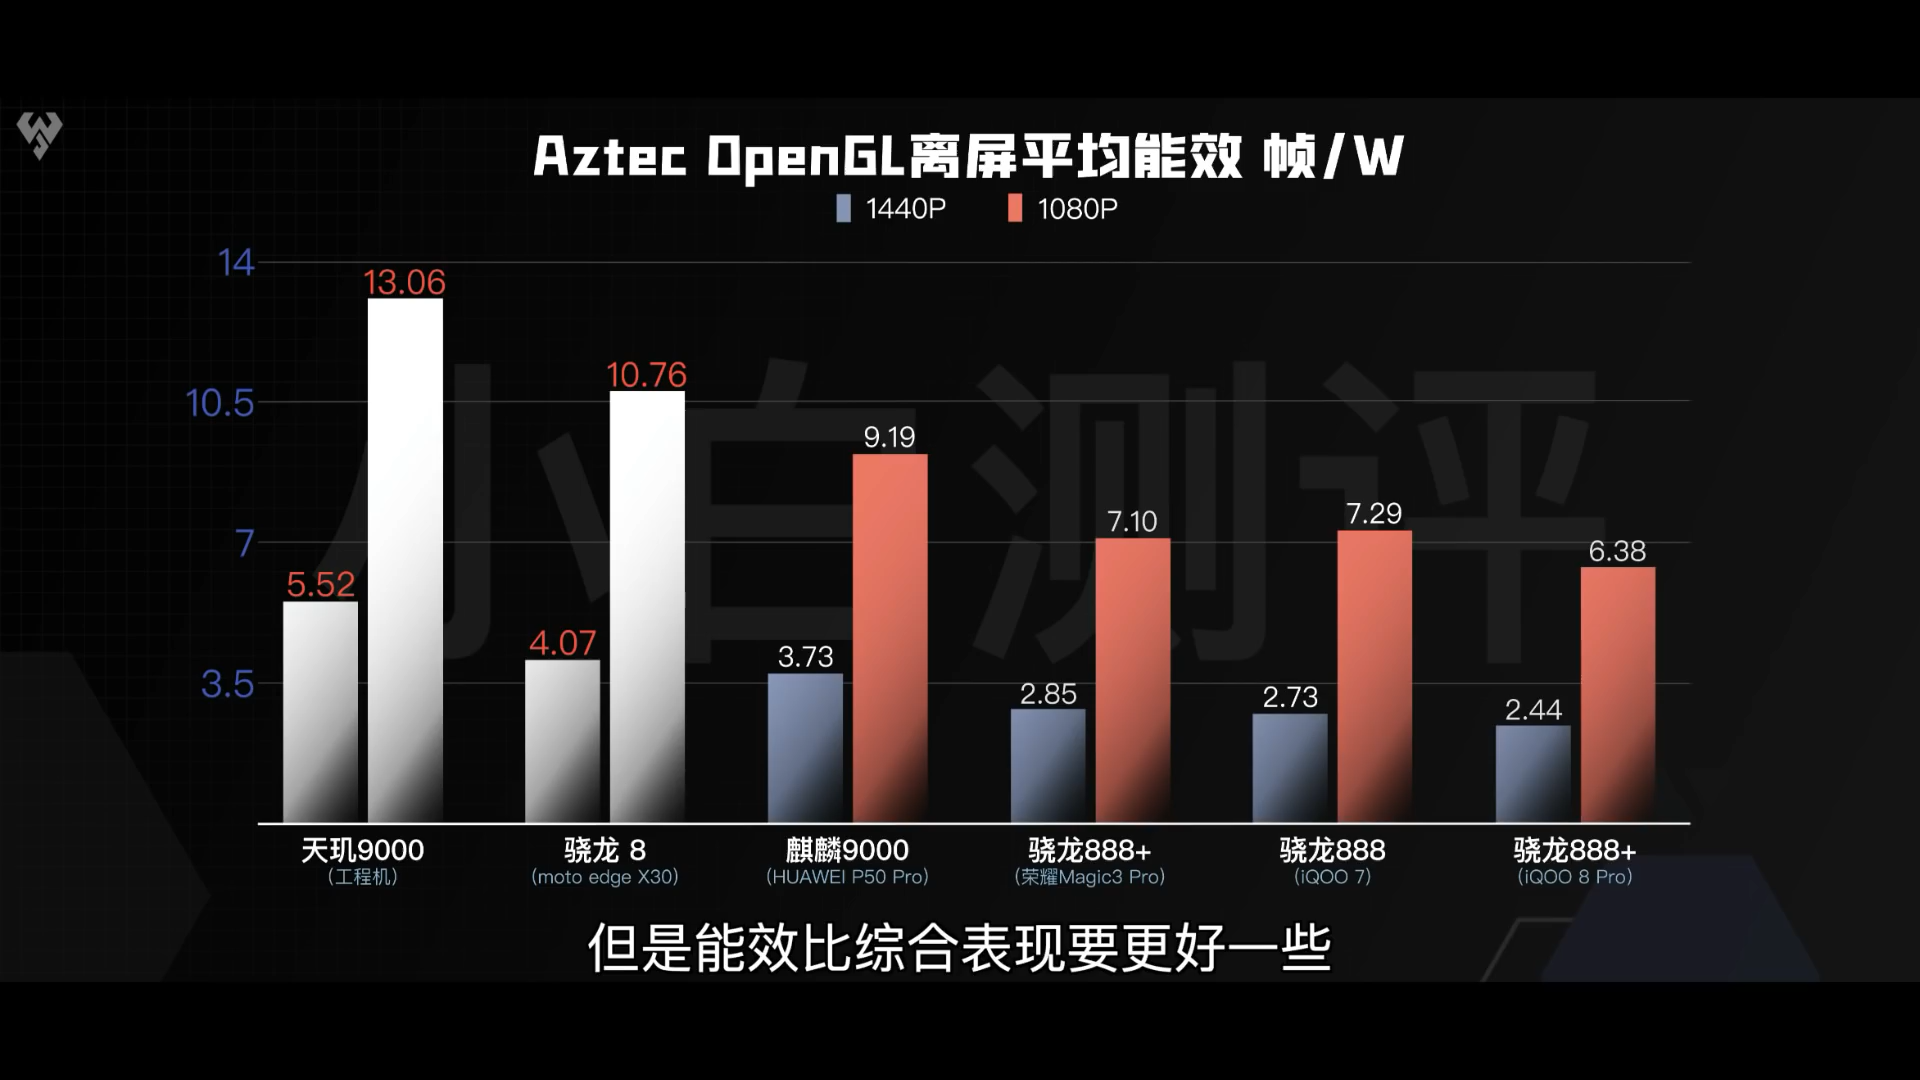 Aztec OpenGL离屏平均能效 帧/W
1440P 1080P
14
10.5
7
3.5
5.52 13.06
4.07 10.76
3.73 9.19
2.85 7.10
2.73 7.29
2.44 6.38
小白测评
天玑9000
(工程机)
骁龙 8
(moto edge X30)
麒麟9000
(HUAWEI P50 Pro)
骁龙888+
(荣耀Magic3 Pro)
骁龙888
(iQOO 7)
骁龙888+
(iQOO 8 Pro)
但是能效比综合表现要更好一些